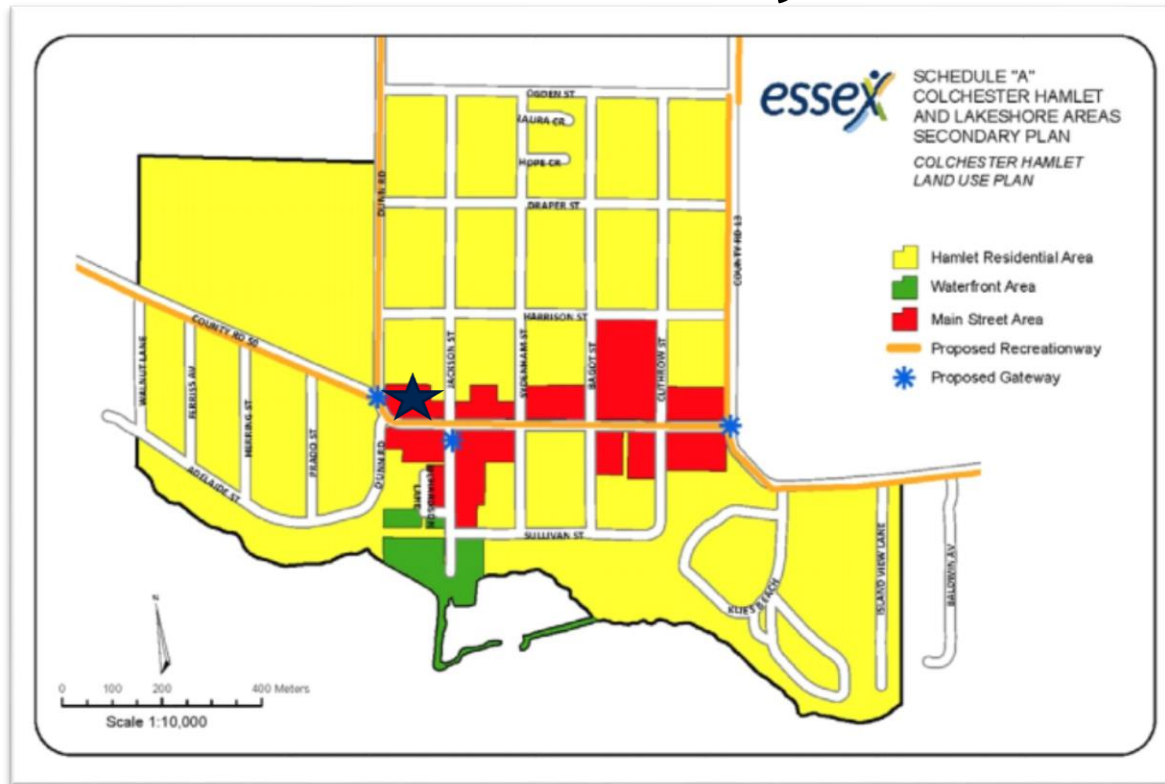 essex
SCHEDULE "A"
COLCHESTER HAMLET
AND LAKESHORE AREAS
SECONDARY PLAN
COLCHESTER HAMLET
LAND USE PLAN
Hamlet Residential Area
Waterfront Area
Main Street Area
Proposed Recreationway
Proposed Gateway
OGDEN ST
LAURA CR
HOPE CR
DUNN RD
DRAPER ST
COUNTY RD 13
HARRISON ST
COUNTY RD 50
WALNUT LANE
FERRISS AV
HERRING ST
PRADO ST
DUNN RD
JACKSON ST
SYDENHAM ST
BAGOT ST
CLITHROW ST
ADELAIDE ST
RICHARDSON
LANE
SULLIVAN ST
KLIES BEACH
ISLAND VIEW LANE
BALDWIN AV
N
0 100 200 400 Meters
Scale 1:10,000